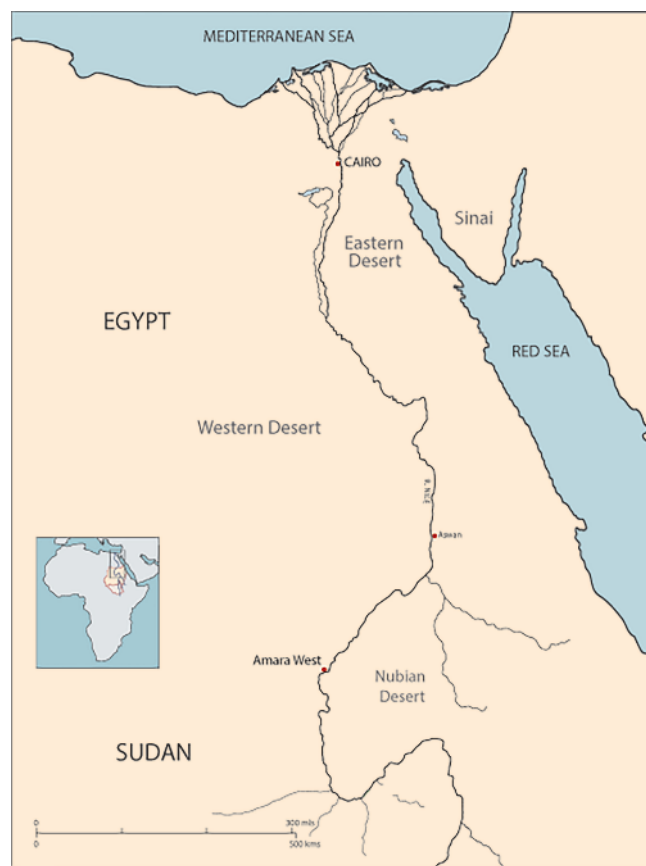 MEDITERRANEAN SEA
CAIRO
Sinai
Eastern
Desert
EGYPT
RED SEA
Western Desert
R. NILE
Aswan
Amara West
Nubian
Desert
SUDAN
0 300 mls
0 500 kms